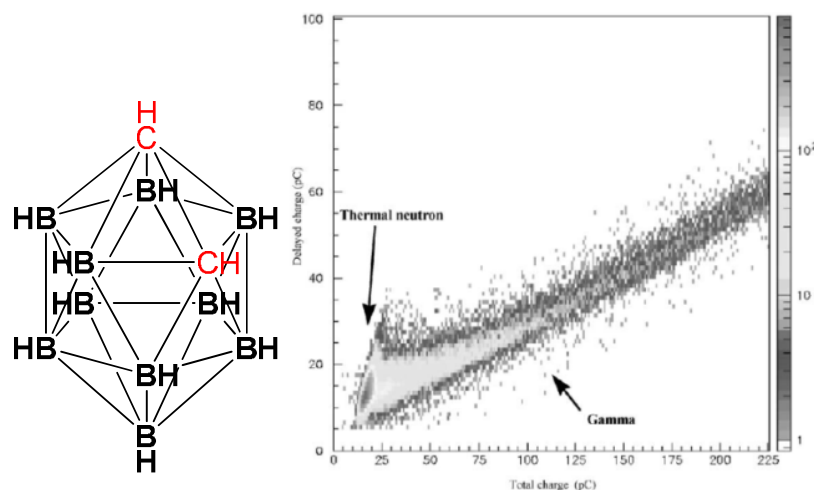 H
C
BH
HB
BH
HB
CH
HB
BH
HB
BH
BH
B
H
100
80
60
40
20
0
Delayed charge (pC)
Thermal neutron
Gamma
0
25
50
75
100
125
150
175
200
225
Total charge (pC)
10²
10
1